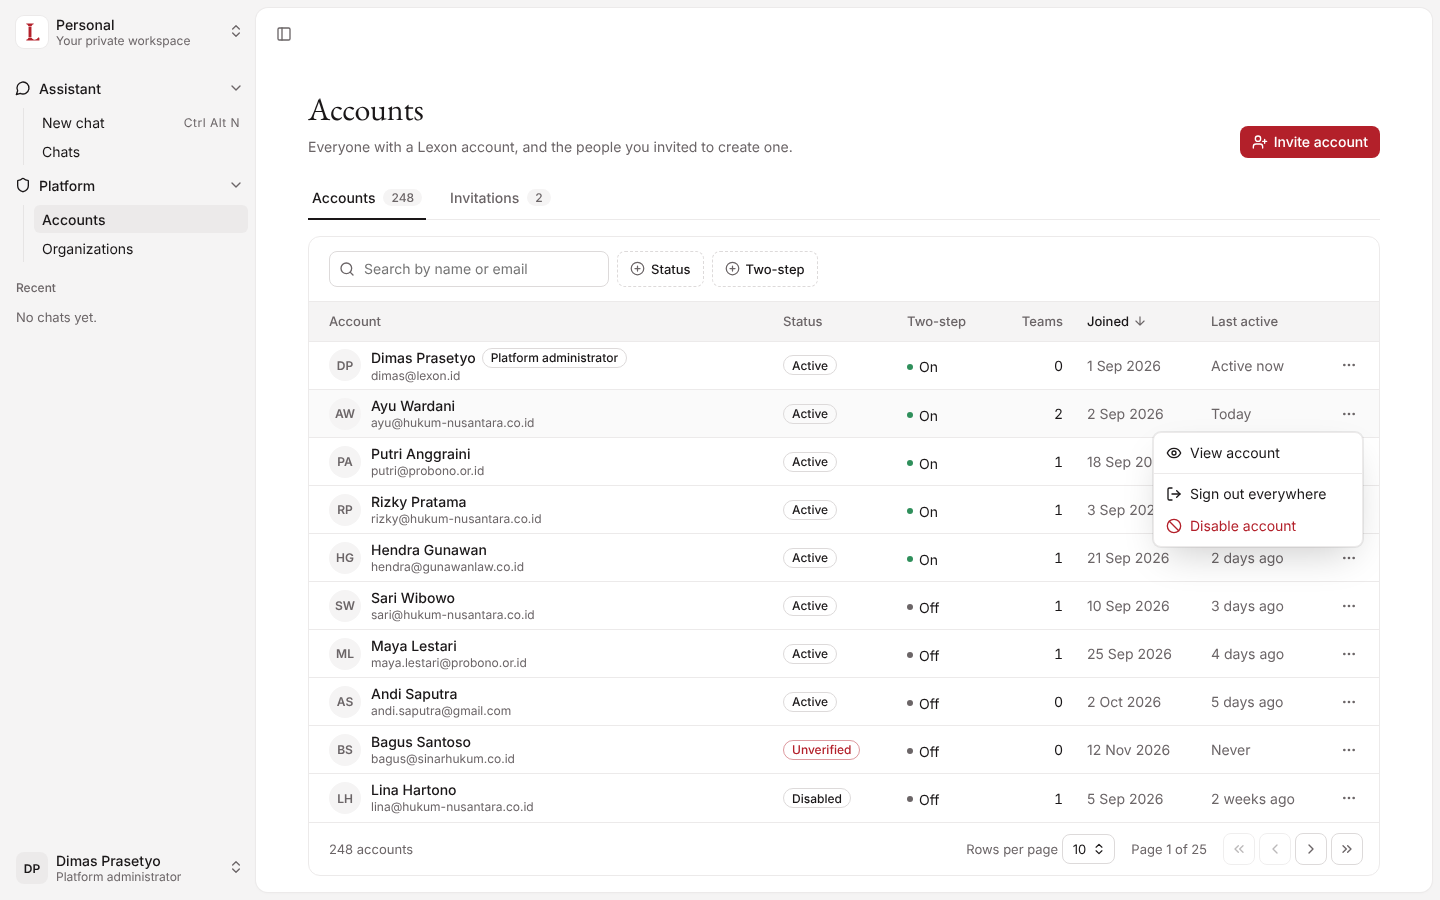 L
Personal
Your private workspace
Assistant
New chat
Ctrl Alt N
Chats
Platform
Accounts
Organizations
Recent
No chats yet.
DP
Dimas Prasetyo
Platform administrator
Accounts
Everyone with a Lexon account, and the people you invited to create one.
Invite account
Accounts 248
Invitations 2
Search by name or email
Status
Two-step
Account Status Two-step Teams Joined Last active
DP Dimas Prasetyo Platform administrator Active On 0 1 Sep 2026 Active now
dimas@lexon.id
AW Ayu Wardani Active On 2 2 Sep 2026 Today
ayu@hukum-nusantara.co.id
PA Putri Anggraini Active On 1 18 Sep 20
putri@probono.or.id
RP Rizky Pratama Active On 1 3 Sep 202
rizky@hukum-nusantara.co.id
View account
Sign out everywhere
Disable account
HG Hendra Gunawan Active On 1 21 Sep 2026 2 days ago
hendra@gunawanlaw.co.id
SW Sari Wibowo Active Off 1 10 Sep 2026 3 days ago
sari@hukum-nusantara.co.id
ML Maya Lestari Active Off 1 25 Sep 2026 4 days ago
maya.lestari@probono.or.id
AS Andi Saputra Active Off 0 2 Oct 2026 5 days ago
andi.saputra@gmail.com
BS Bagus Santoso Unverified Off 0 12 Nov 2026 Never
bagus@sinarhukum.co.id
LH Lina Hartono Disabled Off 1 5 Sep 2026 2 weeks ago
lina@hukum-nusantara.co.id
248 accounts
Rows per page 10
Page 1 of 25